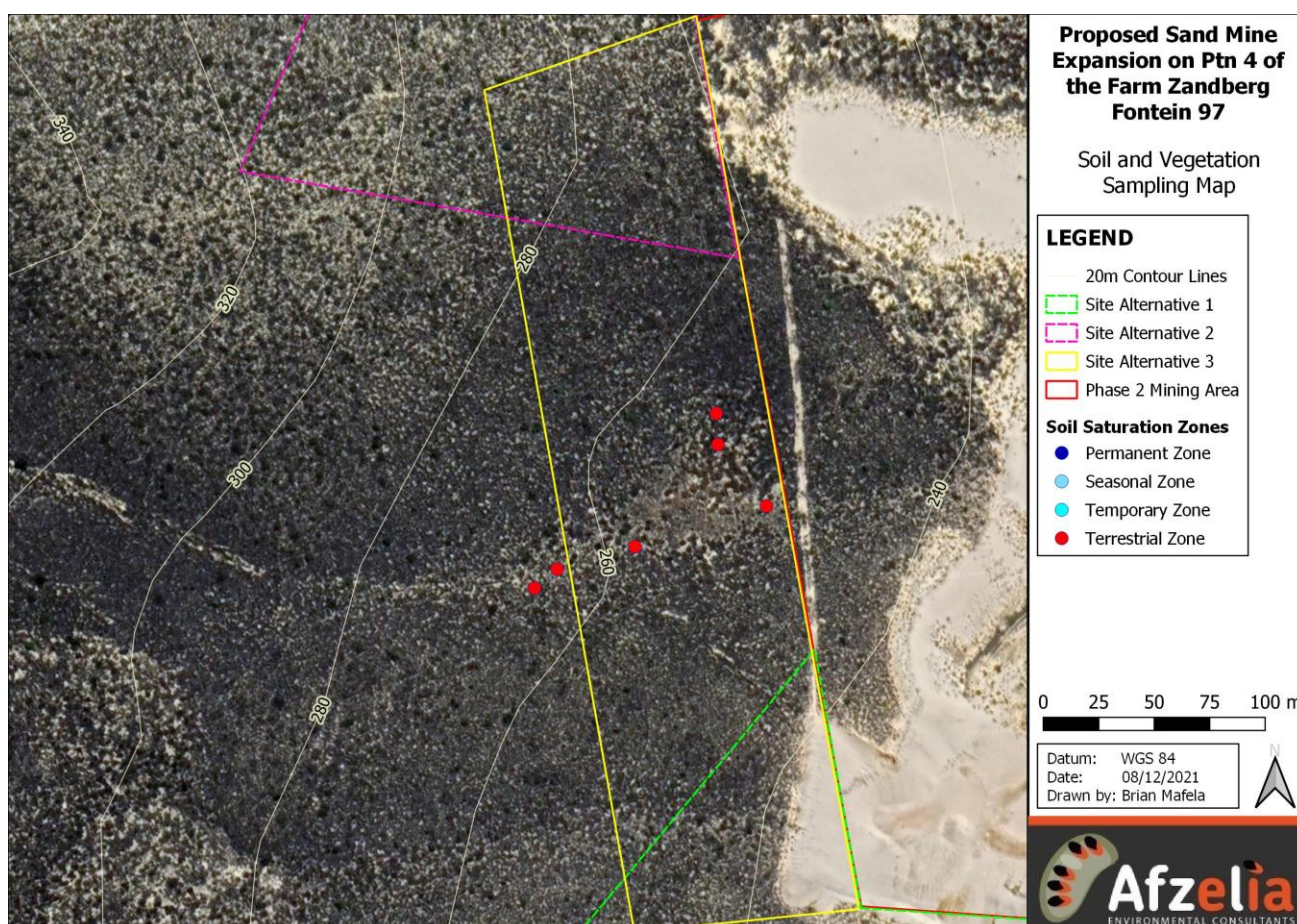 Proposed Sand Mine
Expansion on Ptn 4 of
the Farm Zandberg
Fontein 97
Soil and Vegetation
Sampling Map
LEGEND
20m Contour Lines
Site Alternative 1
Site Alternative 2
Site Alternative 3
Phase 2 Mining Area
Soil Saturation Zones
Permanent Zone
Seasonal Zone
Temporary Zone
Terrestrial Zone
0 25 50 75 100 m
Datum: WGS 84
Date: 08/12/2021
Drawn by: Brian Mafela
N
Afzelia
ENVIRONMENTAL CONSULTANTS
340
320
280
300
260
240
280